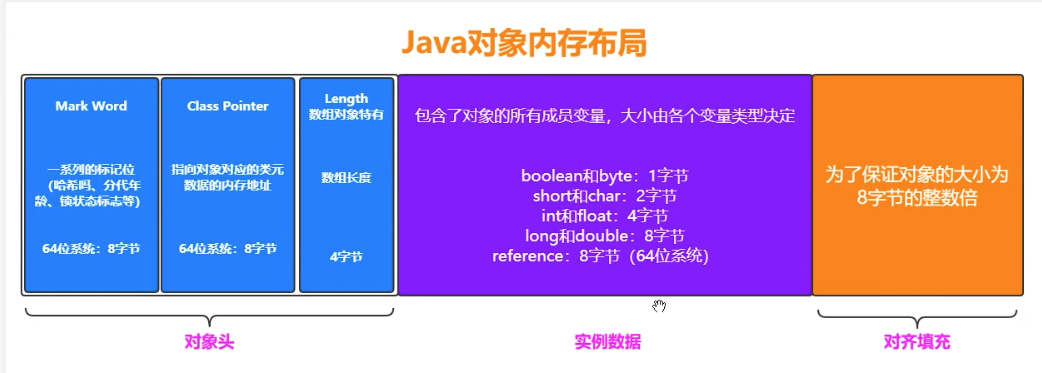 Java对象内存布局
Mark Word
一系列的标记位
（哈希吗、分代年
龄、锁状态标志等）
64位系统：8字节
Class Pointer
指向对象对应的类元
数据的内存地址
64位系统：8字节
Length
数组对象特有
数组长度
4字节
包含了对象的所有成员变量，大小由各个变量类型决定
boolean和byte：1字节
short和char：2字节
int和float：4字节
long和double：8字节
reference：8字节（64位系统）
为了保证对象的大小为
8字节的整数倍
对象头
实例数据
对齐填充